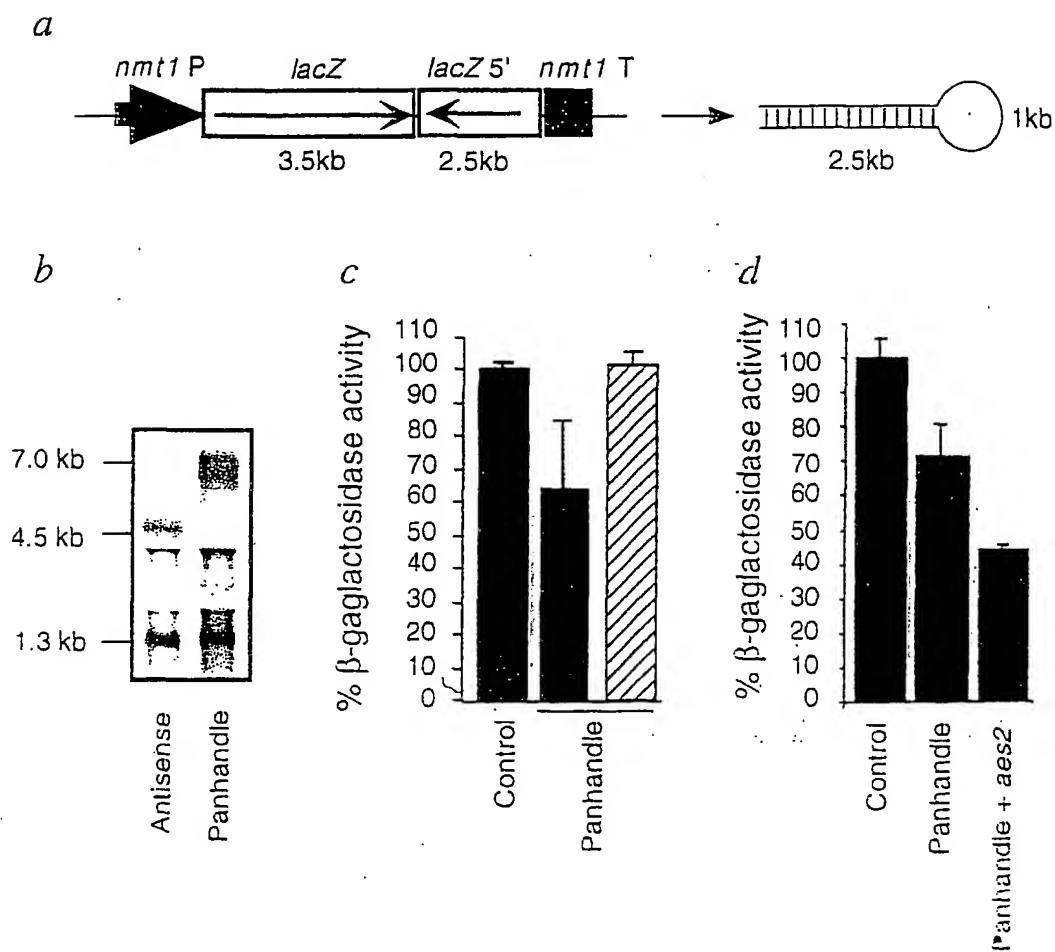 a
nmt1 P lacZ lacZ 5' nmt1 T
3.5kb 2.5kb
2.5kb
1kb
b
7.0 kb
4.5 kb
1.3 kb
Antisense
Panhandle
c
% β-gaglactosidase activity
110
100
90
80
70
60
50
40
30
20
10
0
Control
Panhandle
d
% β-gaglactosidase activity
110
100
90
80
70
60
50
40
30
20
10
0
Control
Panhandle
Panhandle + aes2